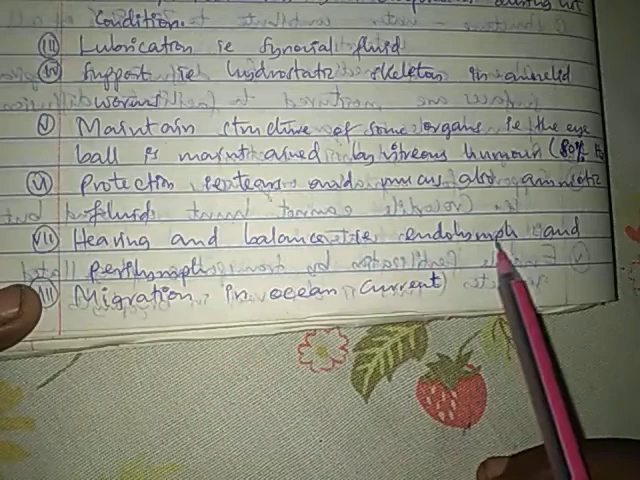 Condition.
(iii) Lubrication ie synovial fluid
(iv) Support ie hydrostatic skeleton in annelid
worms
(v) Maintain structure of some organs ie the eye
ball is maintained by vitreous humour (80%
(vi) Protection ie tears and mucus also amniotic
fluid
(vii) Hearing and balance ie endolymph and
perilymph
(viii) Migration in ocean current